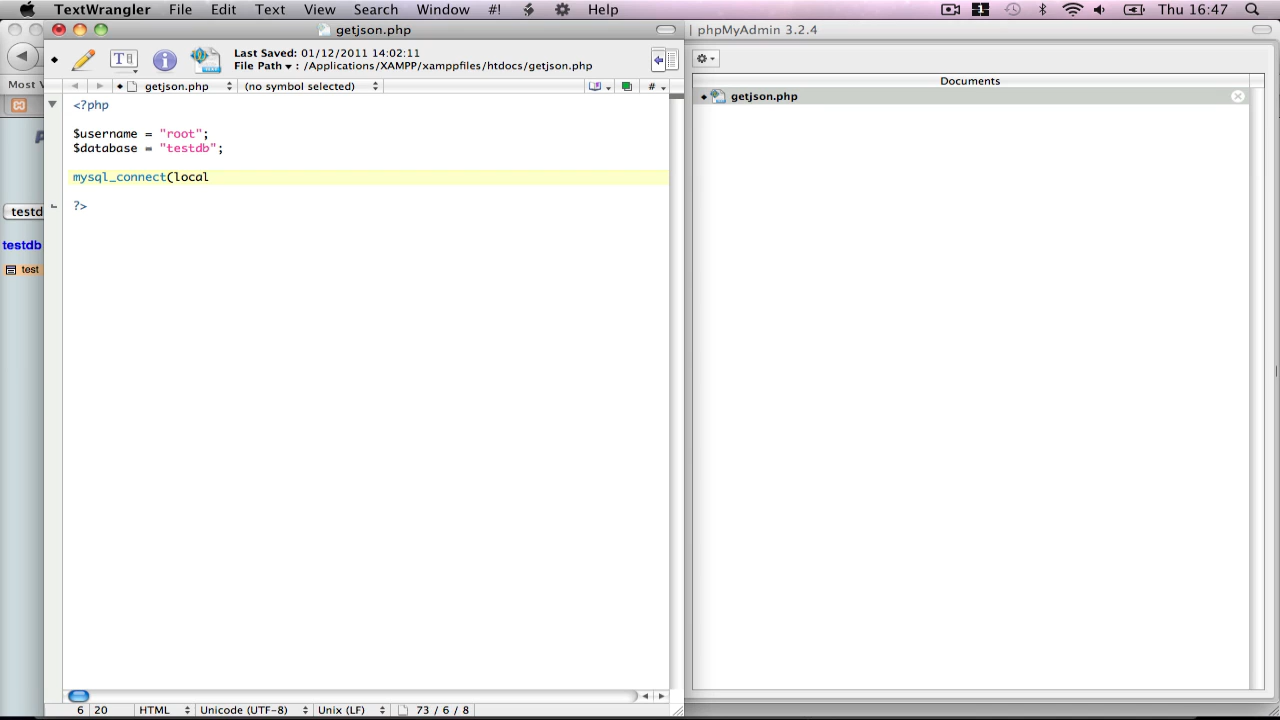 TextWrangler File Edit Text View Search Window #! Help 1 Thu 16:47
getjson.php
phpMyAdmin 3.2.4
Last Saved: 01/12/2011 14:02:11
File Path ▾ : /Applications/XAMPP/xamppfiles/htdocs/getjson.php
Most V
getjson.php (no symbol selected) #
Documents
getjson.php
<?php
$username = "root";
$database = "testdb";
mysql_connect(local
?>
testd
testdb
test
6 20 HTML Unicode (UTF-8) Unix (LF) 73 / 6 / 8